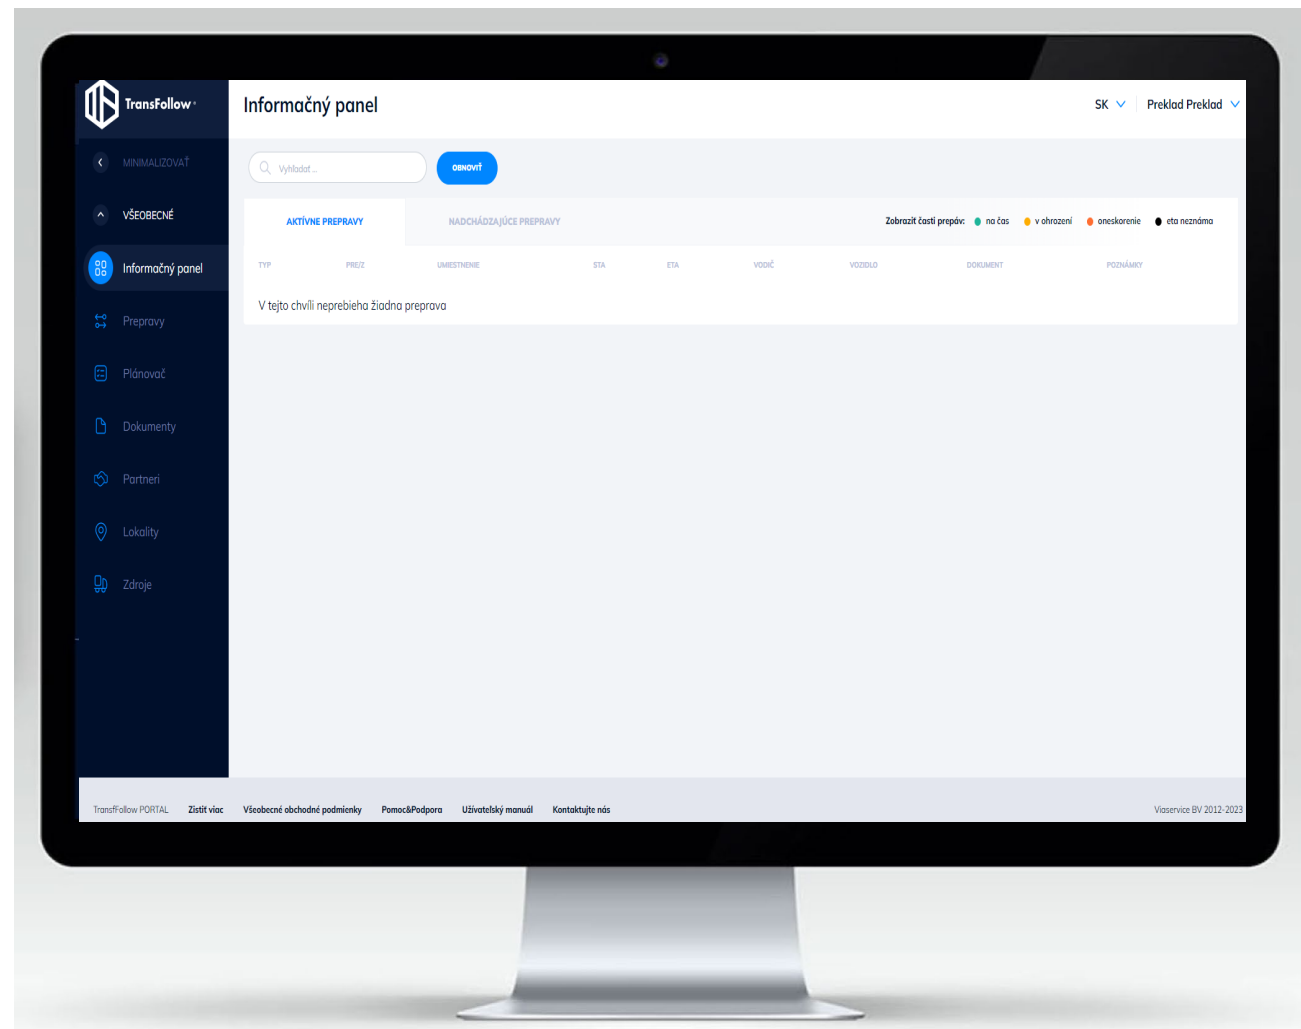 TransFollow
Informačný panel
SK
Preklad Preklad
MINIMALIZOVAŤ
Vyhladat ...
OBNOVIŤ
VŠEOBECNÉ
AKTÍVNE PREPRAVY
NADCHÁDZAJÚCE PREPRAVY
Zobraziť časti prepáv:
na čas
v ohrození
oneskorenie
eta neznáma
Informačný panel
TYP
PRE/Z
UMIESTNENIE
STA
ETA
VODIČ
VOZIDLO
DOKUMENT
POZNÁMKY
V tejto chvíli neprebieha žiadna preprava
Prepravy
Plánovač
Dokumenty
Partneri
Lokality
Zdroje
TransfFollow PORTAL
Zistiť viac
Všeobecné obchodné podmienky
Pomoc&Podpora
Užívateľský manuál
Kontaktujte nás
Viaservice BV 2012-2023